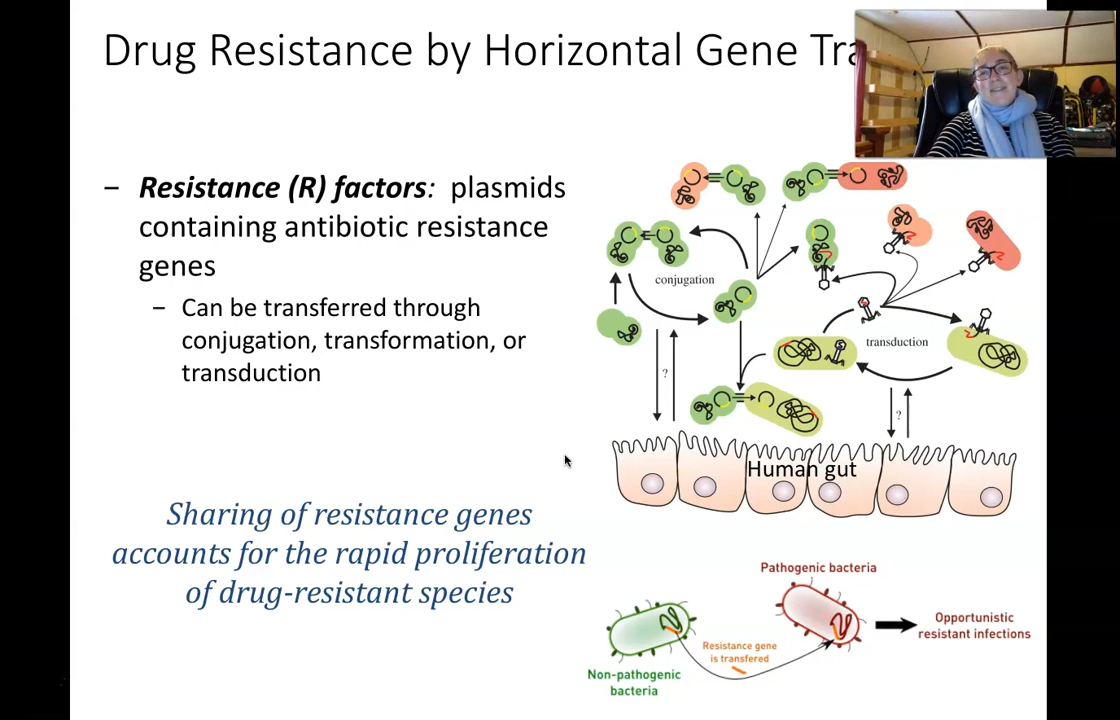 Drug Resistance by Horizontal Gene Tra
− Resistance (R) factors: plasmids
containing antibiotic resistance
genes
− Can be transferred through
conjugation, transformation, or
transduction
Sharing of resistance genes
accounts for the rapid proliferation
of drug-resistant species
conjugation
transduction
?
?
Human gut
Pathogenic bacteria
Resistance gene
is transfered
Non-pathogenic
bacteria
Opportunistic
resistant infections